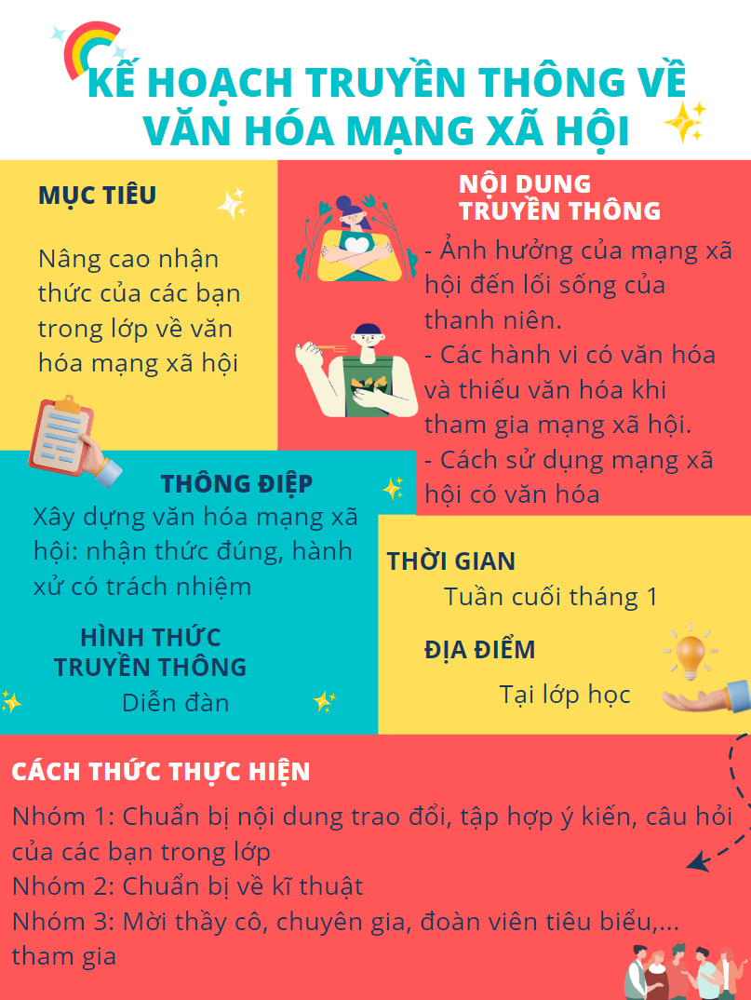 KẾ HOẠCH TRUYỀN THÔNG VỀ
VĂN HÓA MẠNG XÃ HỘI
MỤC TIÊU
Nâng cao nhận
thức của các bạn
trong lớp về văn
hóa mạng xã hội
NỘI DUNG
TRUYỀN THÔNG
- Ảnh hưởng của mạng xã
hội đến lối sống của
thanh niên.
- Các hành vi có văn hóa
và thiếu văn hóa khi
tham gia mạng xã hội.
- Cách sử dụng mạng xã
hội có văn hóa
THÔNG ĐIỆP
Xây dựng văn hóa mạng xã
hội: nhận thức đúng, hành
xử có trách nhiệm
HÌNH THỨC
TRUYỀN THÔNG
Diễn đàn
THỜI GIAN
Tuần cuối tháng 1
ĐỊA ĐIỂM
Tại lớp học
CÁCH THỨC THỰC HIỆN
Nhóm 1: Chuẩn bị nội dung trao đổi, tập hợp ý kiến, câu hỏi
của các bạn trong lớp
Nhóm 2: Chuẩn bị về kĩ thuật
Nhóm 3: Mời thầy cô, chuyên gia, đoàn viên tiêu biểu,...
tham gia